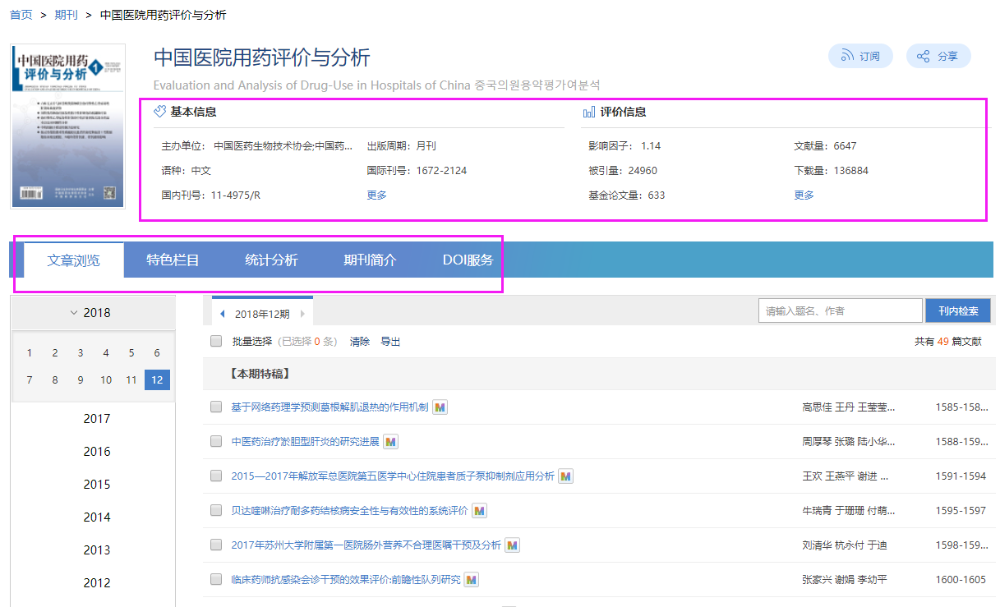 首页 > 期刊 > 中国医院用药评价与分析
中国医院用药
评价与分析 1
中国医院用药评价与分析
订阅 分享
Evaluation and Analysis of Drug-Use in Hospitals of China 중국의원용약평가여분석
基本信息
主办单位： 中国医药生物技术协会;中国药... 出版周期：月刊
语种：中文 国际刊号：1672-2124
国内刊号：11-4975/R 更多
评价信息
影响因子： 1.14 文献量：6647
被引量：24960 下载量：136884
基金论文量：633 更多
文章浏览 特色栏目 统计分析 期刊简介 DOI服务
2018
1 2 3 4 5 6
7 8 9 10 11 12
2017
2016
2015
2014
2013
2012
2018年12期 请输入题名、作者 刊内检索
批量选择 (已选择 0 条) 清除 导出 共有 49 篇文献
【本期特稿】
基于网络药理学预测葛根解肌退热的作用机制 M 高思佳 王丹 王莹莹... 1585-158...
中医药治疗淤胆型肝炎的研究进展 M 周厚琴 张璐 陆小华... 1588-159...
2015—2017年解放军总医院第五医学中心住院患者质子泵抑制剂应用分析 M 王欢 王燕平 谢进 ... 1591-1594
贝达喹啉治疗耐多药结核病安全性与有效性的系统评价 M 牛瑞青 于珊珊 付萌... 1595-1597
2017年苏州大学附属第一医院肠外营养不合理医嘱干预及分析 M 刘清华 杭永付 于迪 1598-159...
临床药师抗感染会诊干预的效果评价:前瞻性队列研究 M 张家兴 谢娟 李幼平 1600-1605